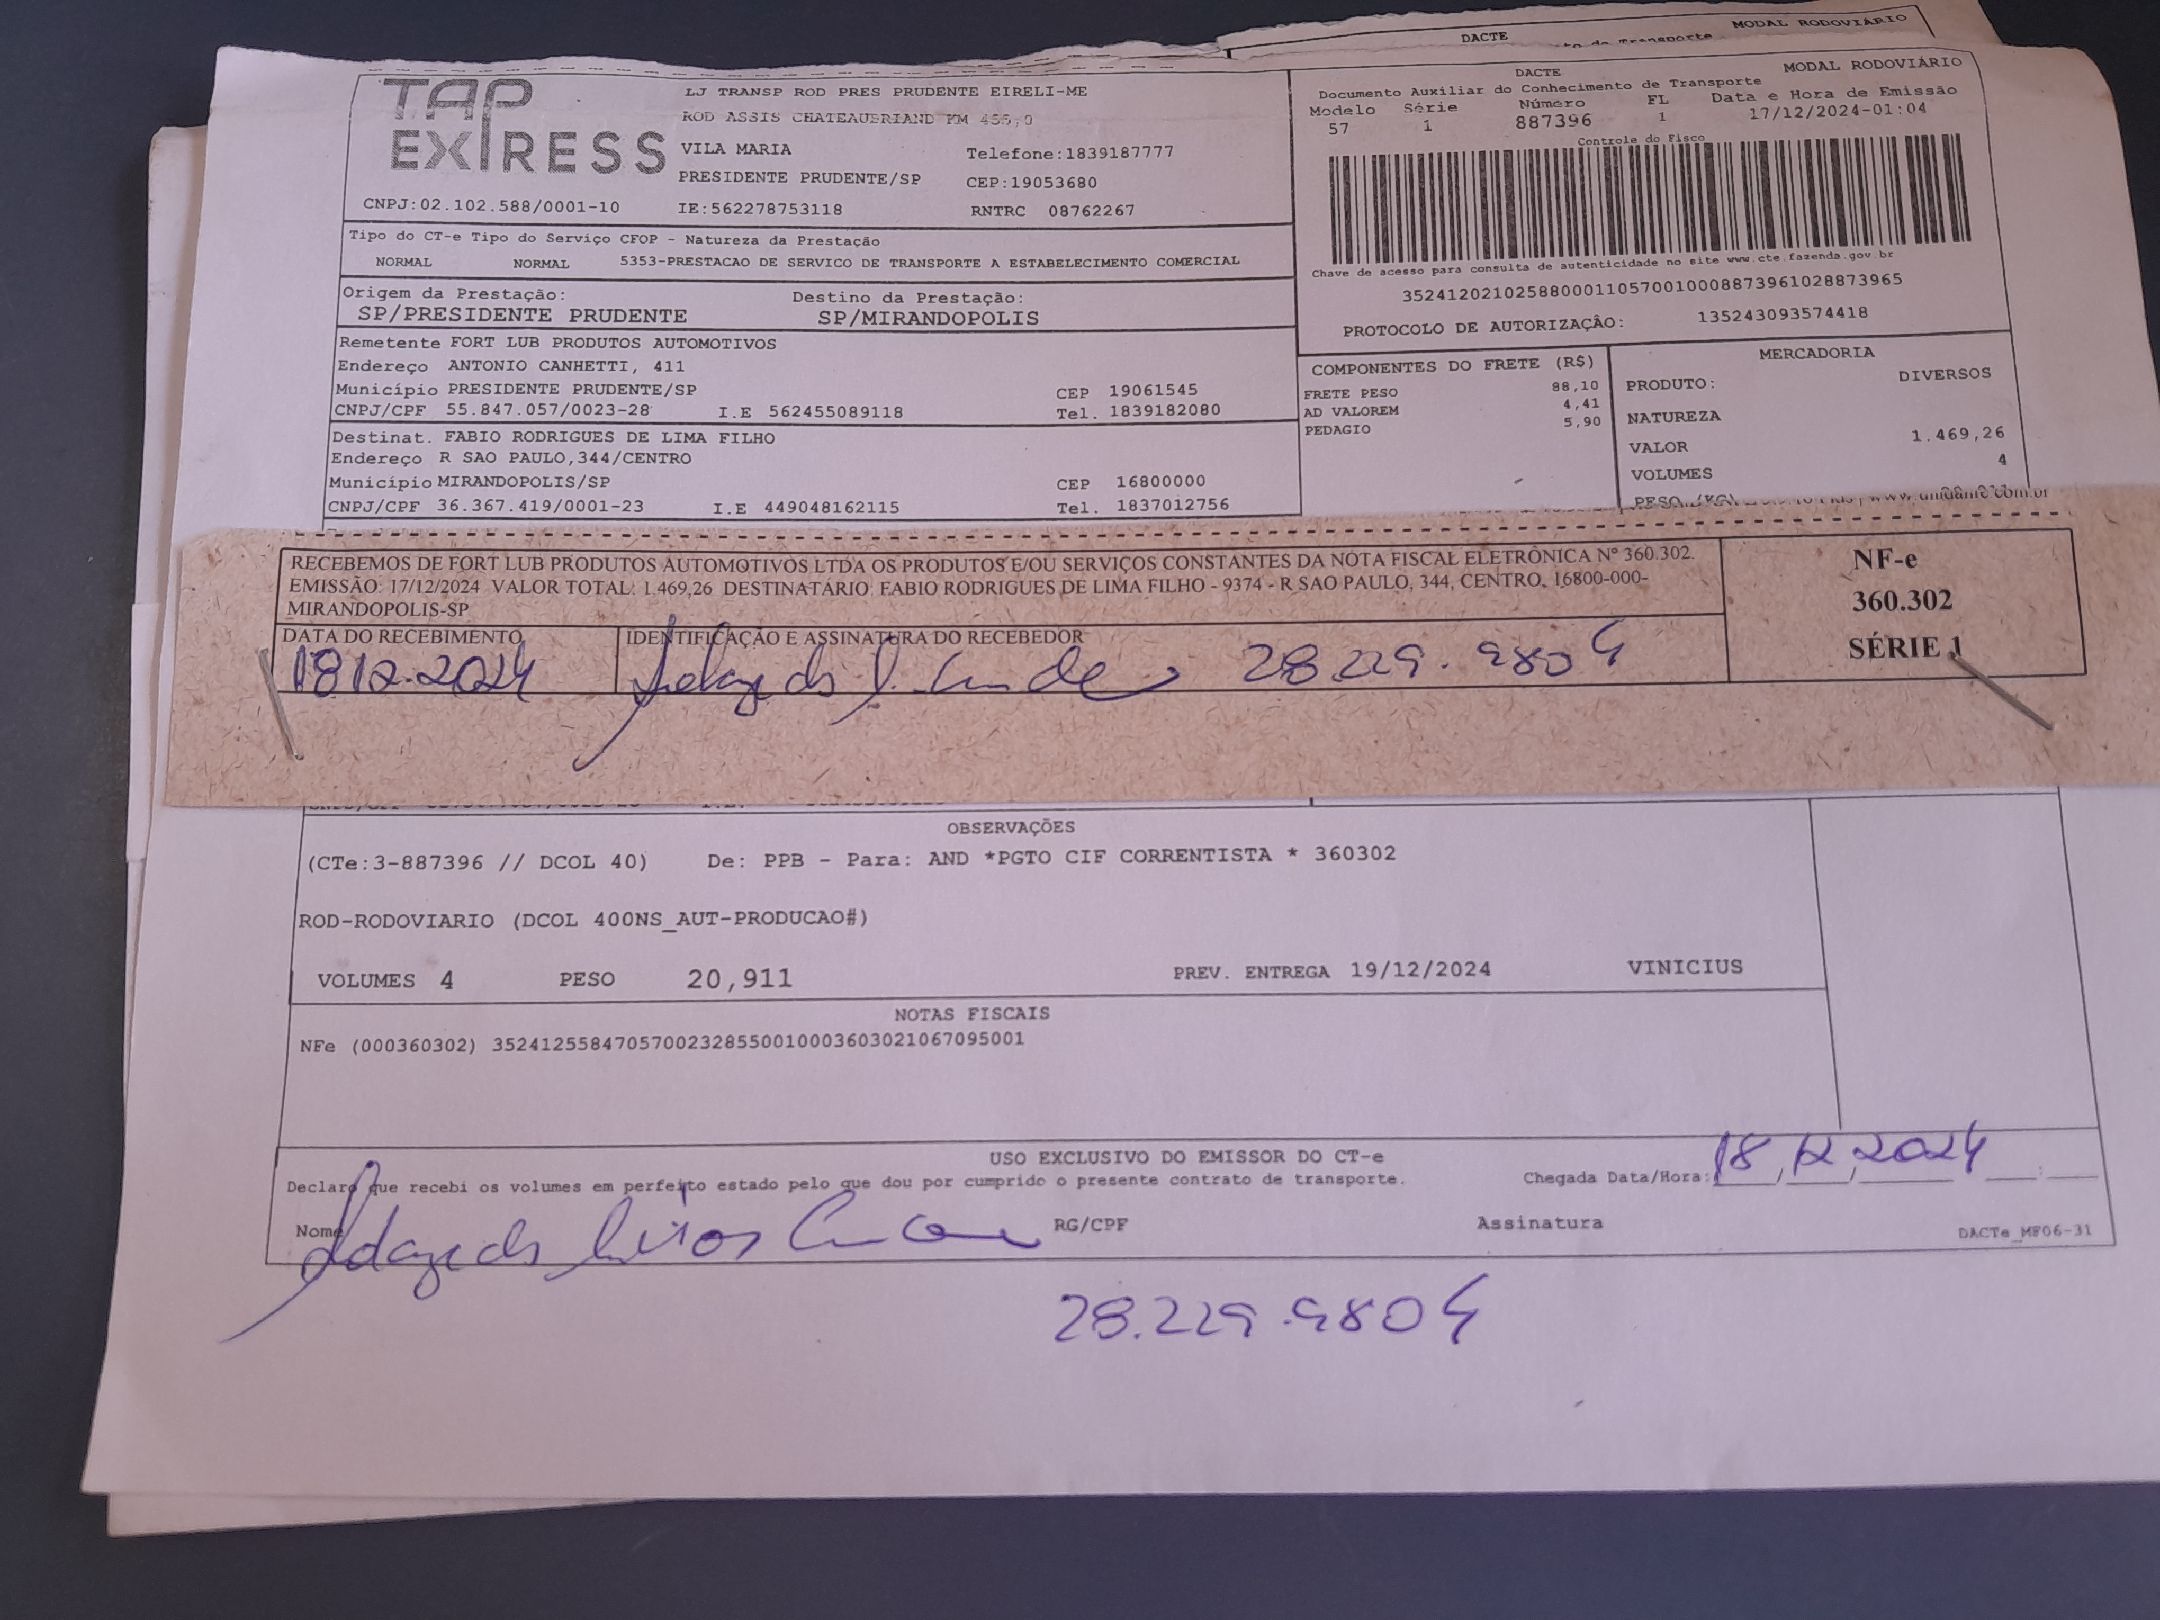 DACTE
MODAL RODOVIÁRIO
TAP EXPRESS
LJ TRANSP ROD PRES PRUDENTE EIRELI-ME
ROD ASSIS CHATEAUBRIAND KM 455,0
VILA MARIA Telefone:1839187777
PRESIDENTE PRUDENTE/SP CEP:19053680
CNPJ:02.102.588/0001-10 IE:562278753118 RNTRC 08762267
DACTE MODAL RODOVIÁRIO
Documento Auxiliar do Conhecimento de Transporte
Modelo Série Número FL Data e Hora de Emissão
57 1 887396 1 17/12/2024-01:04
Controle do Fisco
Chave de acesso para consulta de autenticidade no site www.cte.fazenda.gov.br
35241202102588000110570010008873961028873965
PROTOCOLO DE AUTORIZAÇÃO: 135243093574418
Tipo do CT-e Tipo do Serviço CFOP - Natureza da Prestação
NORMAL NORMAL 5353-PRESTACAO DE SERVICO DE TRANSPORTE A ESTABELECIMENTO COMERCIAL
Origem da Prestação: Destino da Prestação:
SP/PRESIDENTE PRUDENTE SP/MIRANDOPOLIS
Remetente FORT LUB PRODUTOS AUTOMOTIVOS
Endereço ANTONIO CANHETTI, 411
Município PRESIDENTE PRUDENTE/SP CEP 19061545
CNPJ/CPF 55.847.057/0023-28 I.E 562455089118 Tel. 1839182080
Destinat. FABIO RODRIGUES DE LIMA FILHO
Endereço R SAO PAULO,344/CENTRO
Município MIRANDOPOLIS/SP CEP 16800000
CNPJ/CPF 36.367.419/0001-23 I.E 449048162115 Tel. 1837012756
COMPONENTES DO FRETE (R$)
FRETE PESO 88,10
AD VALOREM 4,41
PEDAGIO 5,90
MERCADORIA
PRODUTO: DIVERSOS
NATUREZA
VALOR 1.469,26
VOLUMES 4
PESO (KG)
www.unidanfe.com.br
RECEBEMOS DE FORT LUB PRODUTOS AUTOMOTIVOS LTDA OS PRODUTOS E/OU SERVIÇOS CONSTANTES DA NOTA FISCAL ELETRÔNICA Nº 360.302.
EMISSÃO: 17/12/2024 VALOR TOTAL: 1.469,26 DESTINATÁRIO: FABIO RODRIGUES DE LIMA FILHO - 9374 - R SAO PAULO, 344, CENTRO, 16800-000-
MIRANDOPOLIS-SP
DATA DO RECEBIMENTO IDENTIFICAÇÃO E ASSINATURA DO RECEBEDOR
18 12.2024 28.229.9804
NF-e
360.302
SÉRIE 1
OBSERVAÇÕES
(CTe:3-887396 // DCOL 40) De: PPB - Para: AND *PGTO CIF CORRENTISTA * 360302
ROD-RODOVIARIO (DCOL 400NS_AUT-PRODUCAO#)
VOLUMES 4 PESO 20,911 PREV. ENTREGA 19/12/2024 VINICIUS
NOTAS FISCAIS
NFe (000360302) 35241255847057002328550010003603021067095001
USO EXCLUSIVO DO EMISSOR DO CT-e
Declaro que recebi os volumes em perfeito estado pelo que dou por cumprido o presente contrato de transporte. Chegada Data/Hora: 18/12/2024 :
Nome RG/CPF Assinatura DACTe_MF06-31
28.229.9804